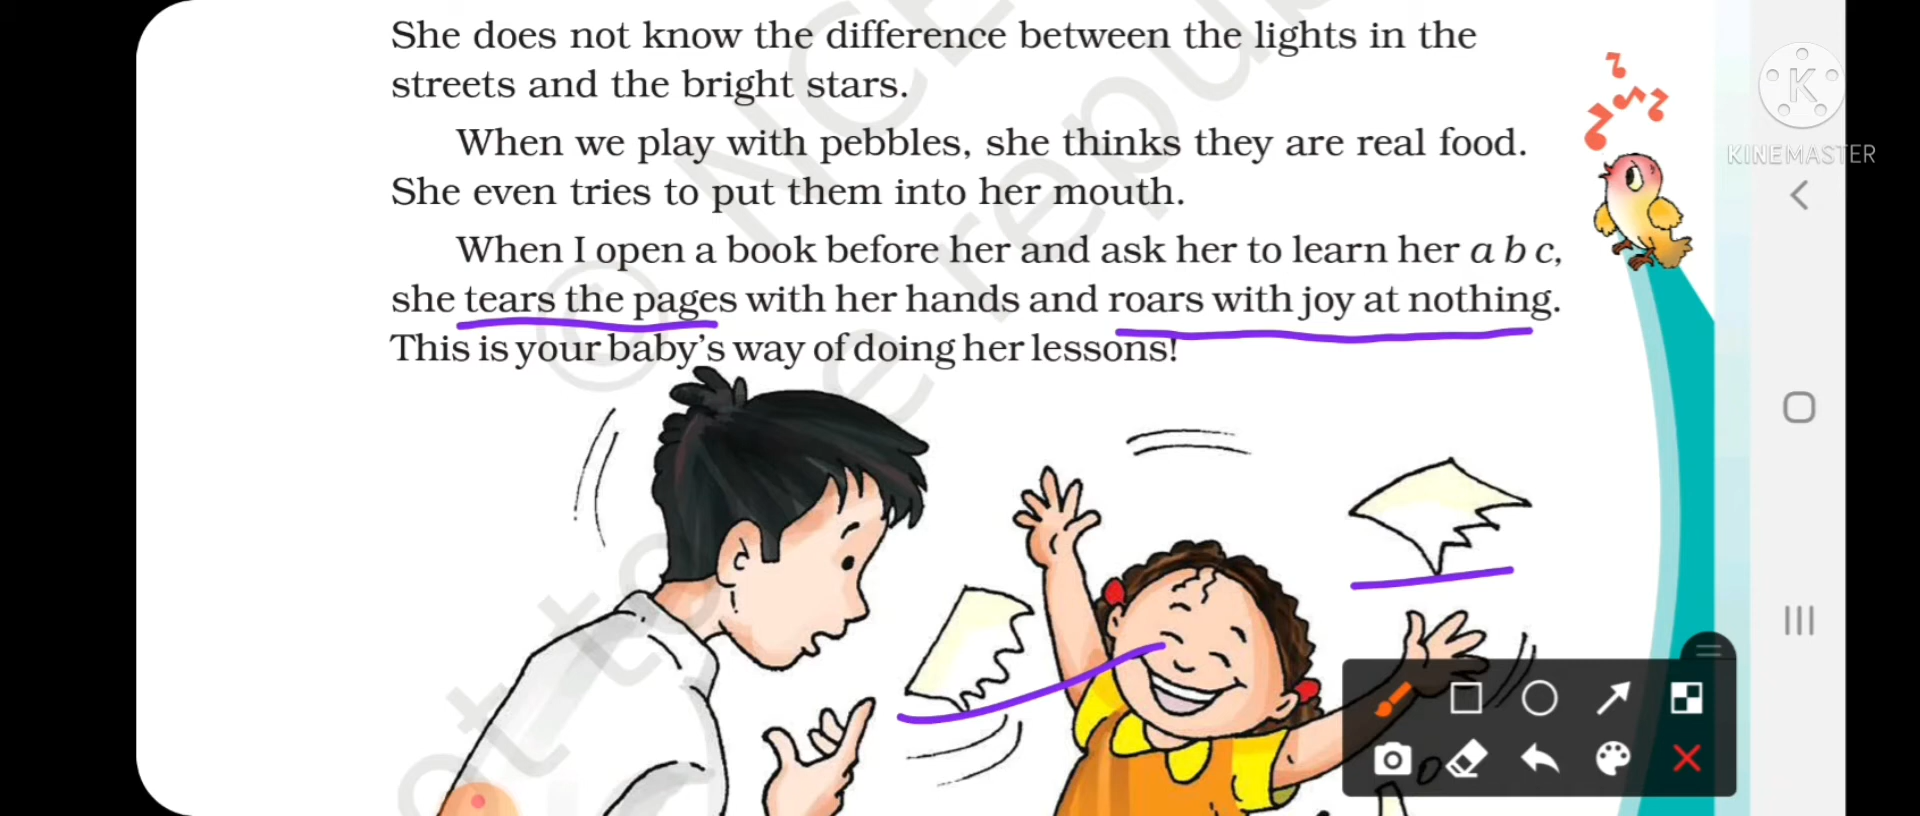 She does not know the difference between the lights in the
streets and the bright stars.
When we play with pebbles, she thinks they are real food.
She even tries to put them into her mouth.
When I open a book before her and ask her to learn her a b c,
she tears the pages with her hands and roars with joy at nothing.
This is your baby's way of doing her lessons!
K
KINEMASTER